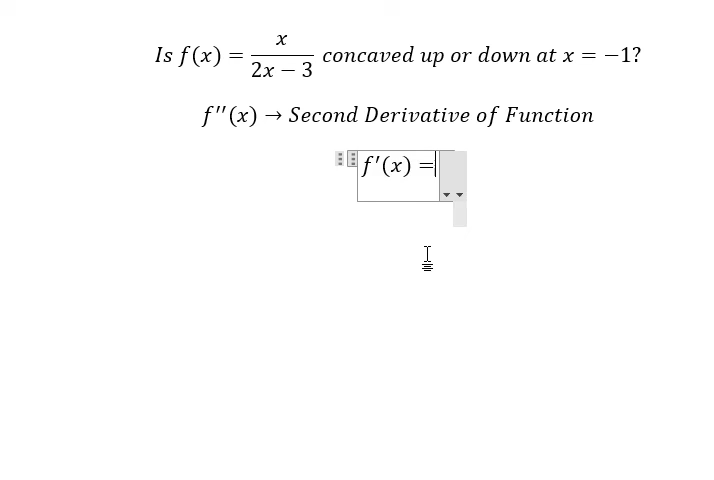 Is f(x) = x / (2x − 3) concaved up or down at x = −1?
f''(x) → Second Derivative of Function
f'(x) =